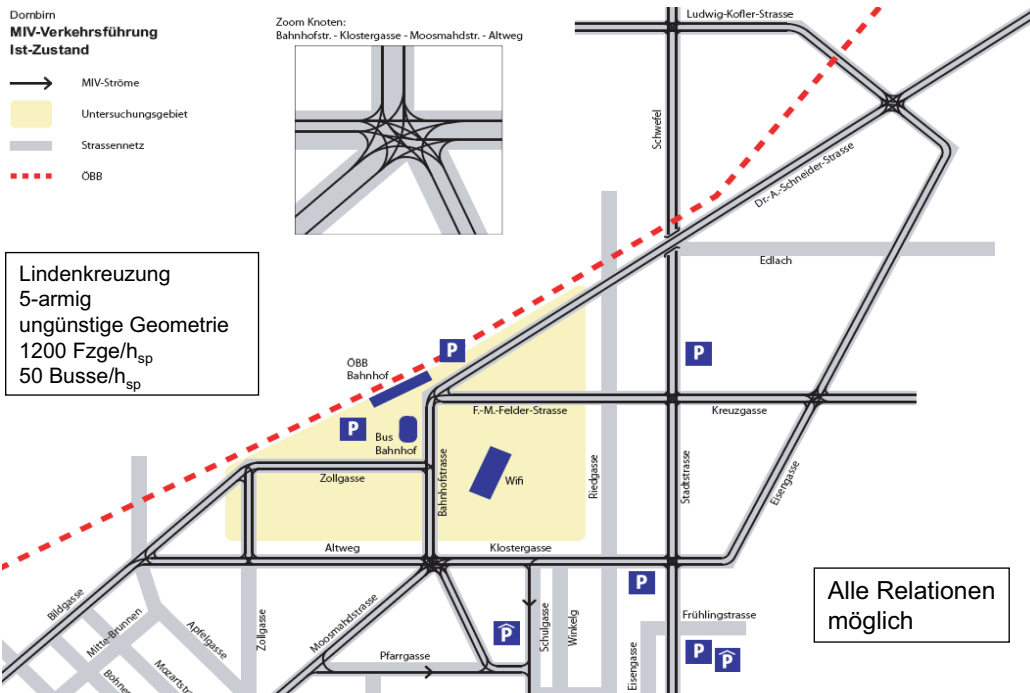 Dornbirn
MIV-Verkehrsführung
Ist-Zustand
MIV-Ströme
Untersuchungsgebiet
Strassennetz
ÖBB
Zoom Knoten:
Bahnhofstr. - Klostergasse - Moosmahdstr. - Altweg
Lindenkreuzung
5-armig
ungünstige Geometrie
1200 Fzge/hsp
50 Busse/hsp
Ludwig-Kofler-Strasse
Schwefel
Dr.-A.-Schneider-Strasse
Edlach
P
ÖBB
Bahnhof
P
P
Bus
Bahnhof
F.-M.-Felder-Strasse
Kreuzgasse
Zollgasse
Bahnhofstrasse
Wifi
Riedgasse
Stadtstrasse
Eisengasse
Altweg
Klostergasse
P
Bildgasse
Mitte-Brunnen
Apfelgasse
Zollgasse
Moosmahdstrasse
P
Schulgasse
Winkelg
Frühlingstrasse
Eisengasse
P
P
Pfarrgasse
Mozartstr
Bohner
Alle Relationen
möglich